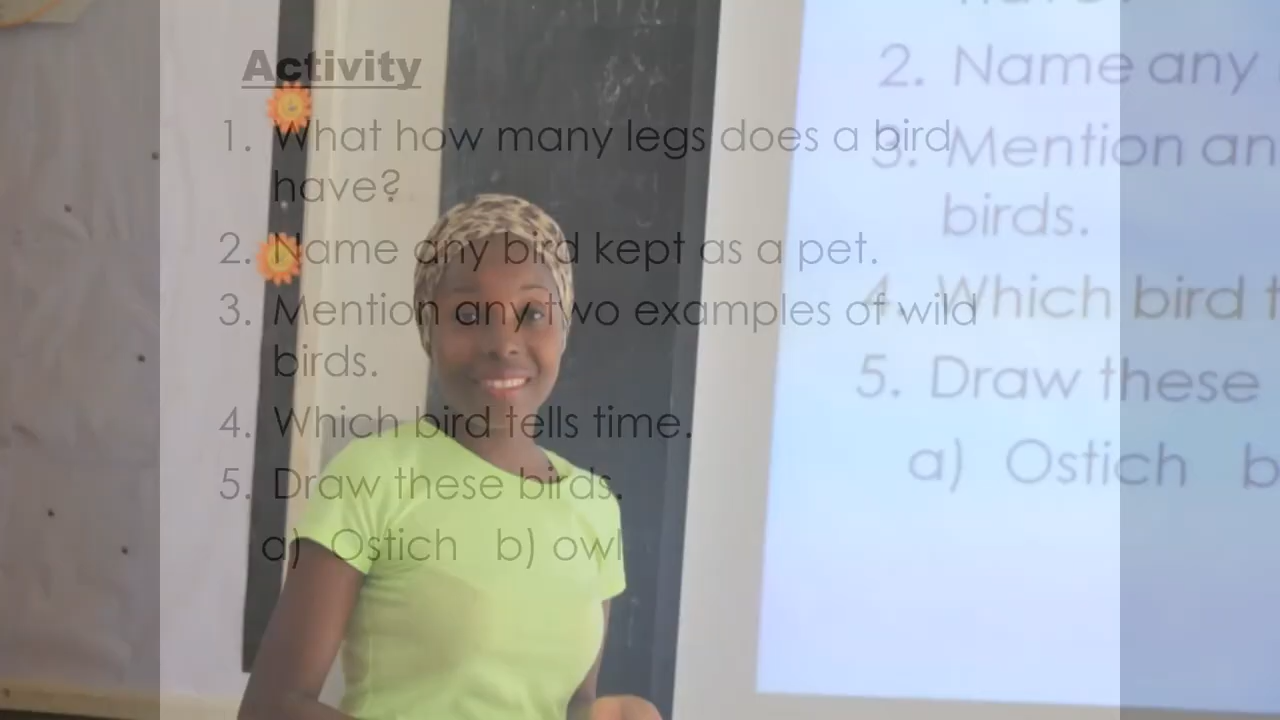 Activity
1. What how many legs does a bird
have?
2. Name any bird kept as a pet.
3. Mention any two examples of wild
birds.
4. Which bird tells time.
5. Draw these birds.
a) Ostich b) owl
2. Name any
3. Mention an
birds.
4. Which bird t
5. Draw these
a) Ostich b